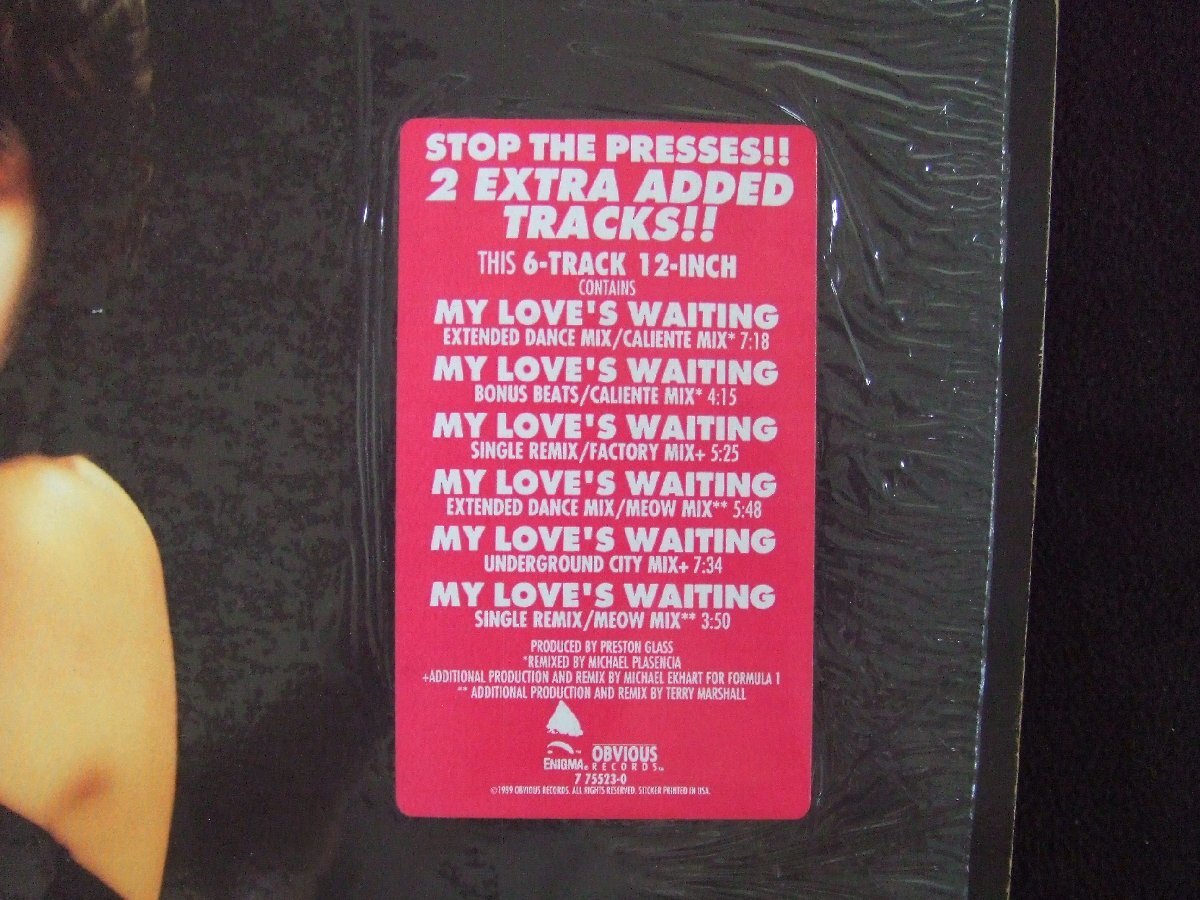 STOP THE PRESSES!!
2 EXTRA ADDED
TRACKS!!
THIS 6-TRACK 12-INCH
CONTAINS
MY LOVE'S WAITING
EXTENDED DANCE MIX/CALIENTE MIX* 7:18
MY LOVE'S WAITING
BONUS BEATS/CALIENTE MIX* 4:15
MY LOVE'S WAITING
SINGLE REMIX/FACTORY MIX+ 5:25
MY LOVE'S WAITING
EXTENDED DANCE MIX/MEOW MIX** 5:48
MY LOVE'S WAITING
UNDERGROUND CITY MIX+ 7:34
MY LOVE'S WAITING
SINGLE REMIX/MEOW MIX** 3:50
PRODUCED BY PRESTON GLASS
*REMIXED BY MICHAEL PLASENCIA
+ADDITIONAL PRODUCTION AND REMIX BY MICHAEL EKHART FOR FORMULA 1
** ADDITIONAL PRODUCTION AND REMIX BY TERRY MARSHALL
ENIGMA® OBVIOUS RECORDS™
7 75523-0
©1989 OBVIOUS RECORDS. ALL RIGHTS RESERVED. STICKER PRINTED IN USA.